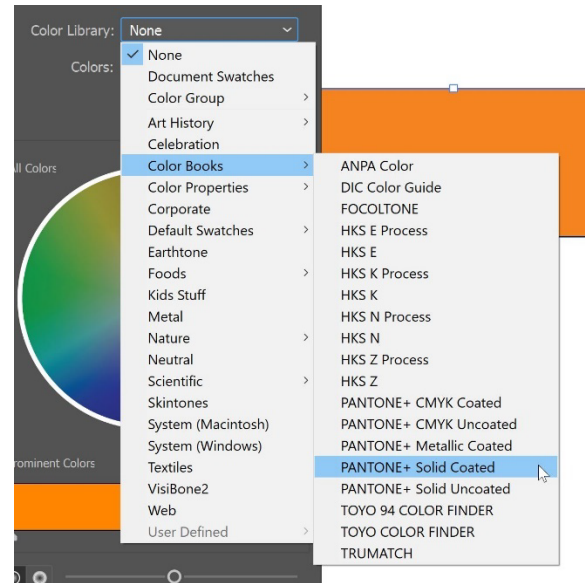 Color Library: None
Colors:
None
Document Swatches
Color Group
Art History
Celebration
Color Books
Color Properties
Corporate
Default Swatches
Earthtone
Foods
Kids Stuff
Metal
Nature
Neutral
Scientific
Skintones
System (Macintosh)
System (Windows)
Textiles
VisiBone2
Web
User Defined
ANPA Color
DIC Color Guide
FOCOLTONE
HKS E Process
HKS E
HKS K Process
HKS K
HKS N Process
HKS N
HKS Z Process
HKS Z
PANTONE+ CMYK Coated
PANTONE+ CMYK Uncoated
PANTONE+ Metallic Coated
PANTONE+ Solid Coated
PANTONE+ Solid Uncoated
TOYO 94 COLOR FINDER
TOYO COLOR FINDER
TRUMATCH
ll Colors
rominent Colors